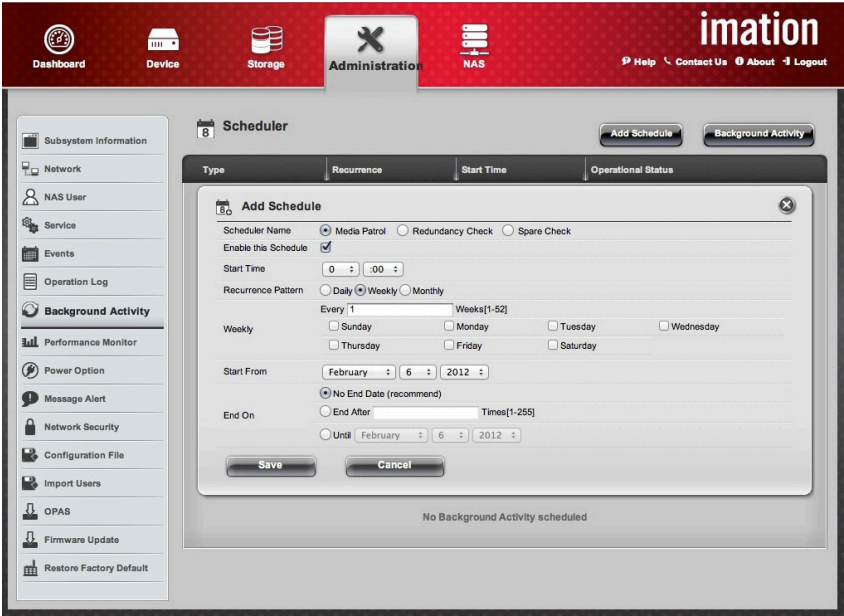 imation
Dashboard Device Storage Administration NAS
Help Contact Us About Logout
Subsystem Information
Network
NAS User
Service
Events
Operation Log
Background Activity
Performance Monitor
Power Option
Message Alert
Network Security
Configuration File
Import Users
OPAS
Firmware Update
Restore Factory Default
8 Scheduler
Add Schedule Background Activity
Type Recurrence Start Time Operational Status
8 Add Schedule
Scheduler Name Media Patrol Redundancy Check Spare Check
Enable this Schedule
Start Time 0 :00
Recurrence Pattern Daily Weekly Monthly
Every 1 Weeks[1-52]
Weekly Sunday Monday Tuesday Wednesday
Thursday Friday Saturday
Start From February 6 2012
No End Date (recommend)
End On End After Times[1-255]
Until February 6 2012
Save Cancel
No Background Activity scheduled